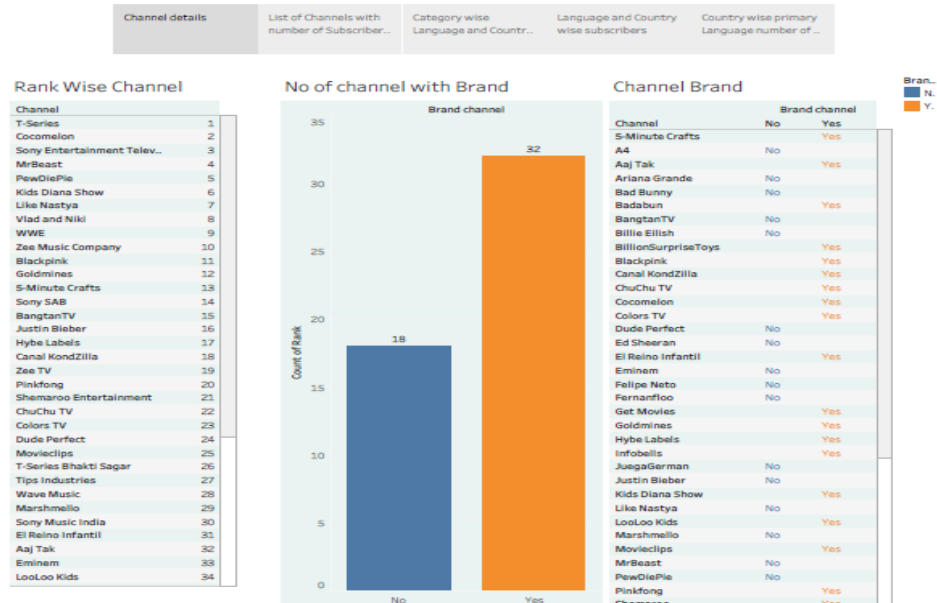 Channel details
List of Channels with
number of Subscriber...
Category wise
Language and Countr...
Language and Country
wise subscribers
Country wise primary
Language number of ...
Rank Wise Channel
Channel
T-Series 1
Cocomelon 2
Sony Entertainment Telev... 3
MrBeast 4
PewDiePie 5
Kids Diana Show 6
Like Nastya 7
Vlad and Niki 8
WWE 9
Zee Music Company 10
Blackpink 11
Goldmines 12
5-Minute Crafts 13
Sony SAB 14
BangtanTV 15
Justin Bieber 16
Hybe Labels 17
Canal KondZilla 18
Zee TV 19
Pinkfong 20
Shemaroo Entertainment 21
ChuChu TV 22
Colors TV 23
Dude Perfect 24
Movieclips 25
T-Series Bhakti Sagar 26
Tips Industries 27
Wave Music 28
Marshmello 29
Sony Music India 30
El Reino Infantil 31
Aaj Tak 32
Eminem 33
LooLoo Kids 34
No of channel with Brand
Brand channel
35
30
25
20
15
10
5
0
Count of Rank
18
32
No
Yes
Channel Brand
Brand channel
Channel No Yes
5-Minute Crafts Yes
A4 No
Aaj Tak Yes
Ariana Grande No
Bad Bunny No
Badabun Yes
BangtanTV No
Billie Eilish No
BillionSurpriseToys Yes
Blackpink Yes
Canal KondZilla Yes
ChuChu TV Yes
Cocomelon Yes
Colors TV Yes
Dude Perfect No
Ed Sheeran No
El Reino Infantil Yes
Eminem No
Felipe Neto No
Fernanfloo No
Get Movies Yes
Goldmines Yes
Hybe Labels Yes
Infobells Yes
JuegaGerman No
Justin Bieber No
Kids Diana Show Yes
Like Nastya No
LooLoo Kids Yes
Marshmello No
Movieclips Yes
MrBeast No
PewDiePie No
Pinkfong Yes
Bran..
N.
Y.